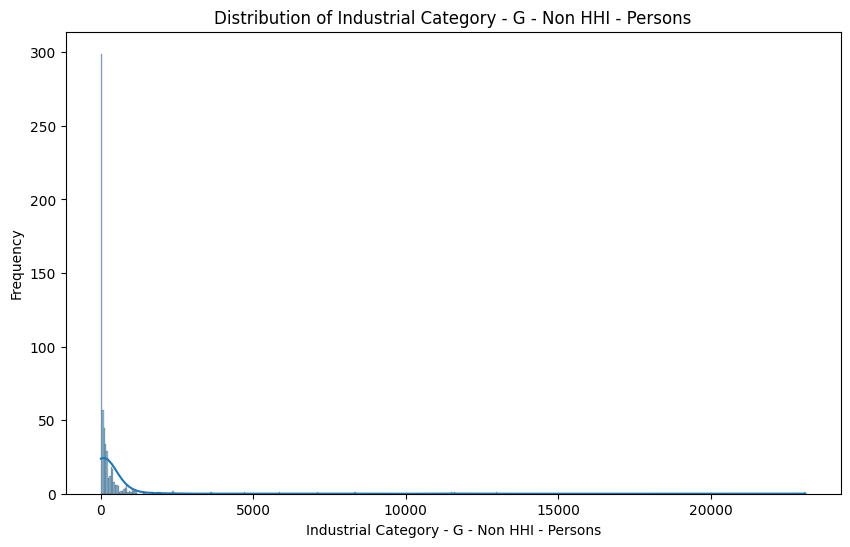 Distribution of Industrial Category - G - Non HHI - Persons
300
250
200
150
100
50
0
Frequency
0 5000 10000 15000 20000
Industrial Category - G - Non HHI - Persons